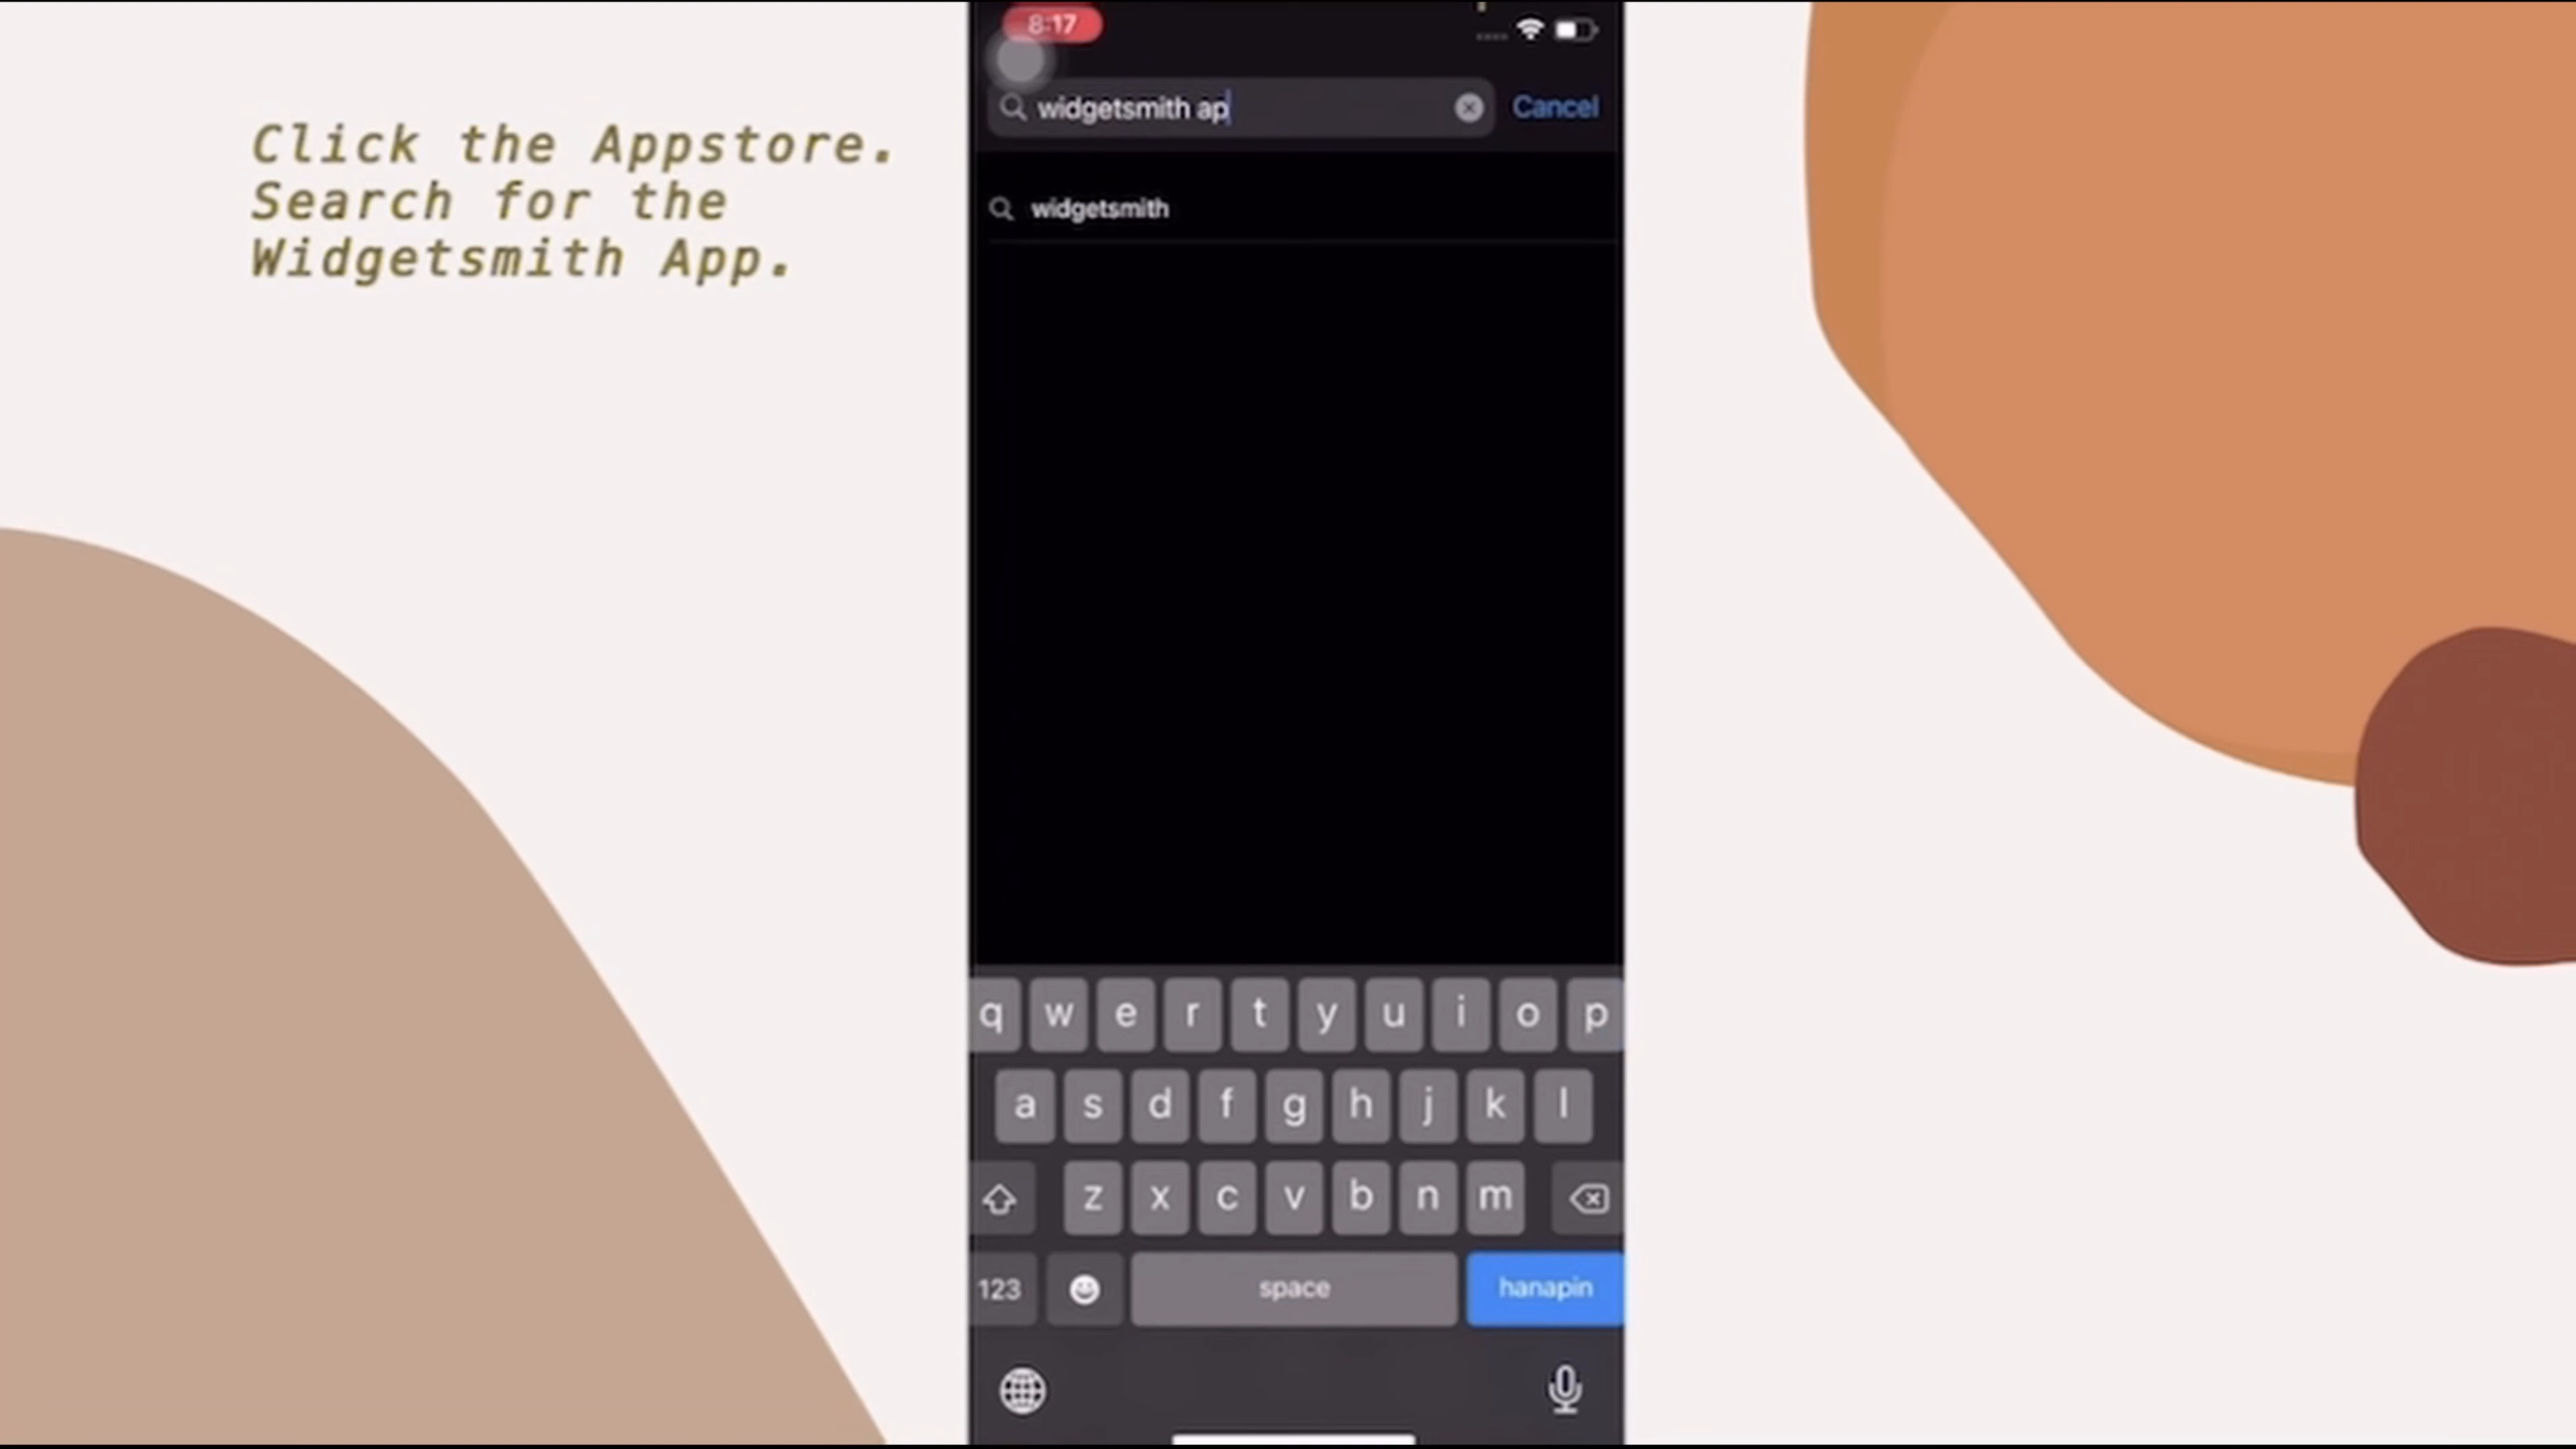 Click the Appstore.
Search for the
Widgetsmith App.
8:17
widgetsmith ap
Cancel
widgetsmith
q w e r t y u i o p
a s d f g h j k l
z x c v b n m
123 space hanapin